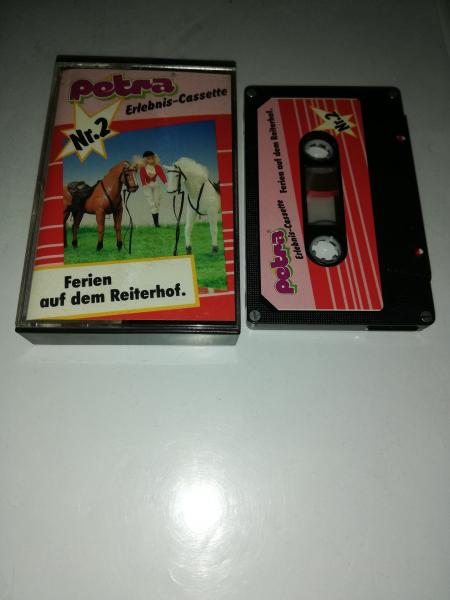 petra®
Erlebnis-Cassette
Nr.2
Ferien
auf dem Reiterhof.
petra®
Erlebnis-Cassette
Ferien auf dem Reiterhof.
Nr.2